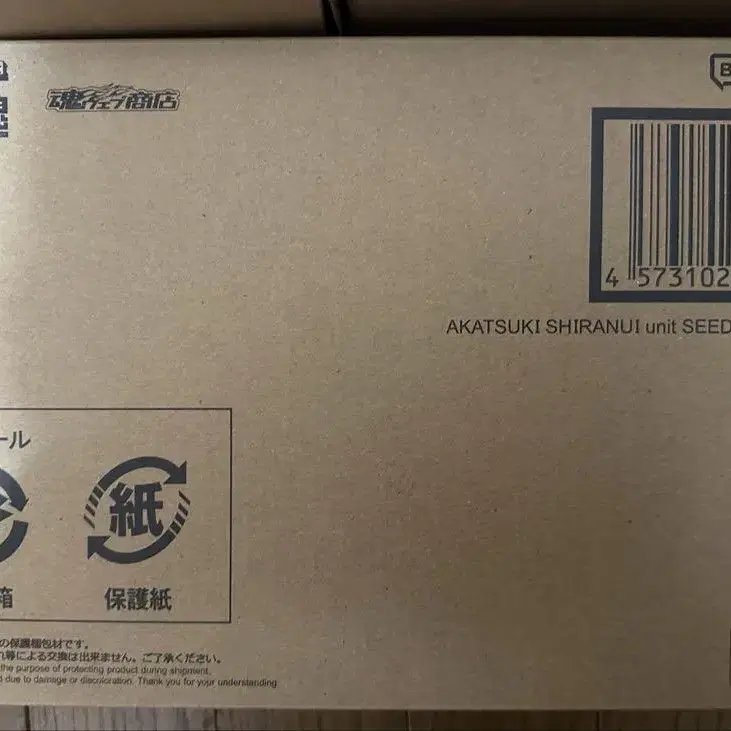 魂ウェブ商店
B
4 573102
AKATSUKI SHIRANUI unit SEED
ール
紙
箱
保護紙
の保護梱包材です。
れ等による交換は出来ません。ご了承ください。
the purpose of protecting product during shipment.
d due to damage or discoloration. Thank you for your understanding